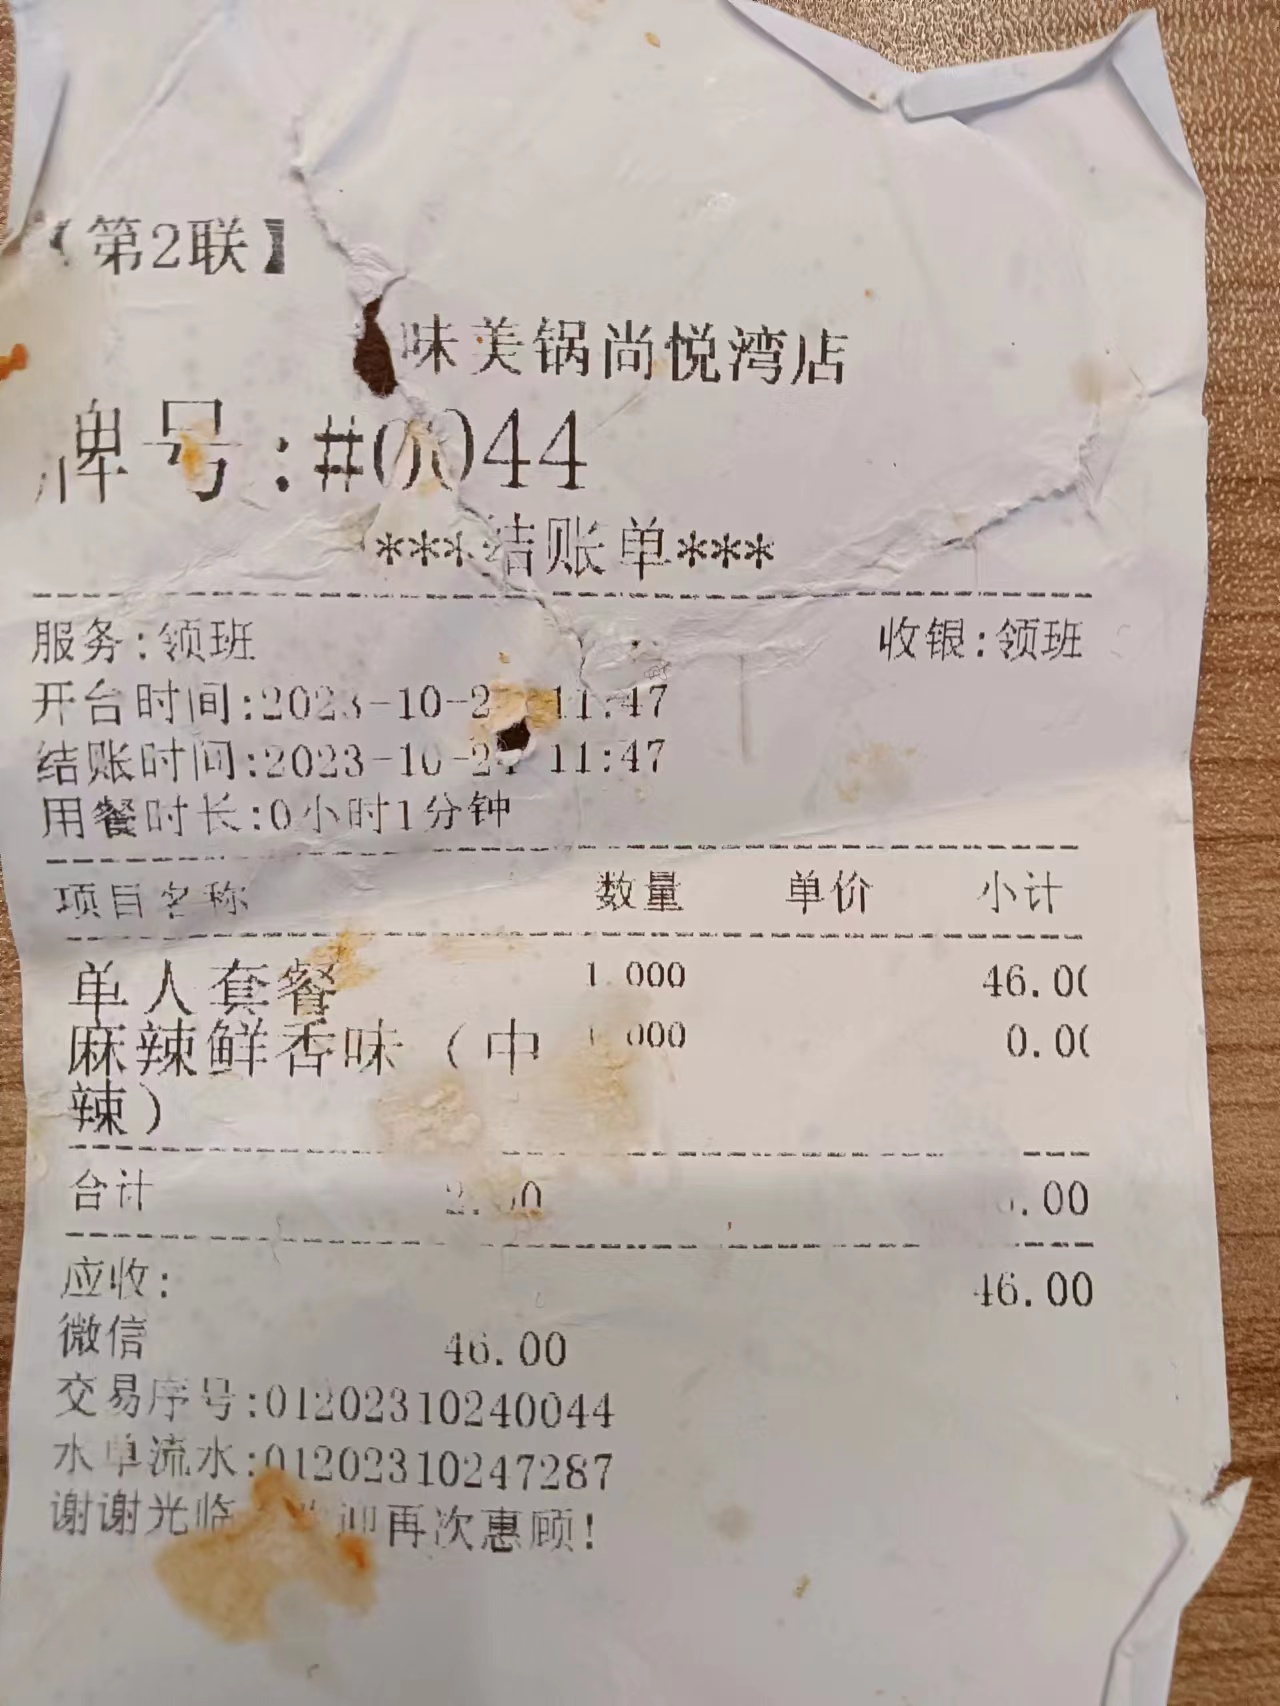 【第2联】
味美锅尚悦湾店
牌号:#0044
***结账单***
服务:领班 收银:领班
开台时间:2023-10-2 11:47
结账时间:2023-10-24 11:47
用餐时长:0小时1分钟
项目名称 数量 单价 小计
单人套餐 1.000 46.00
麻辣鲜香味（中 000 0.00
辣）
合计 .00
应收: 46.00
微信 46.00
交易序号:01202310240044
水单流水:01202310247287
谢谢光临 迎再次惠顾!